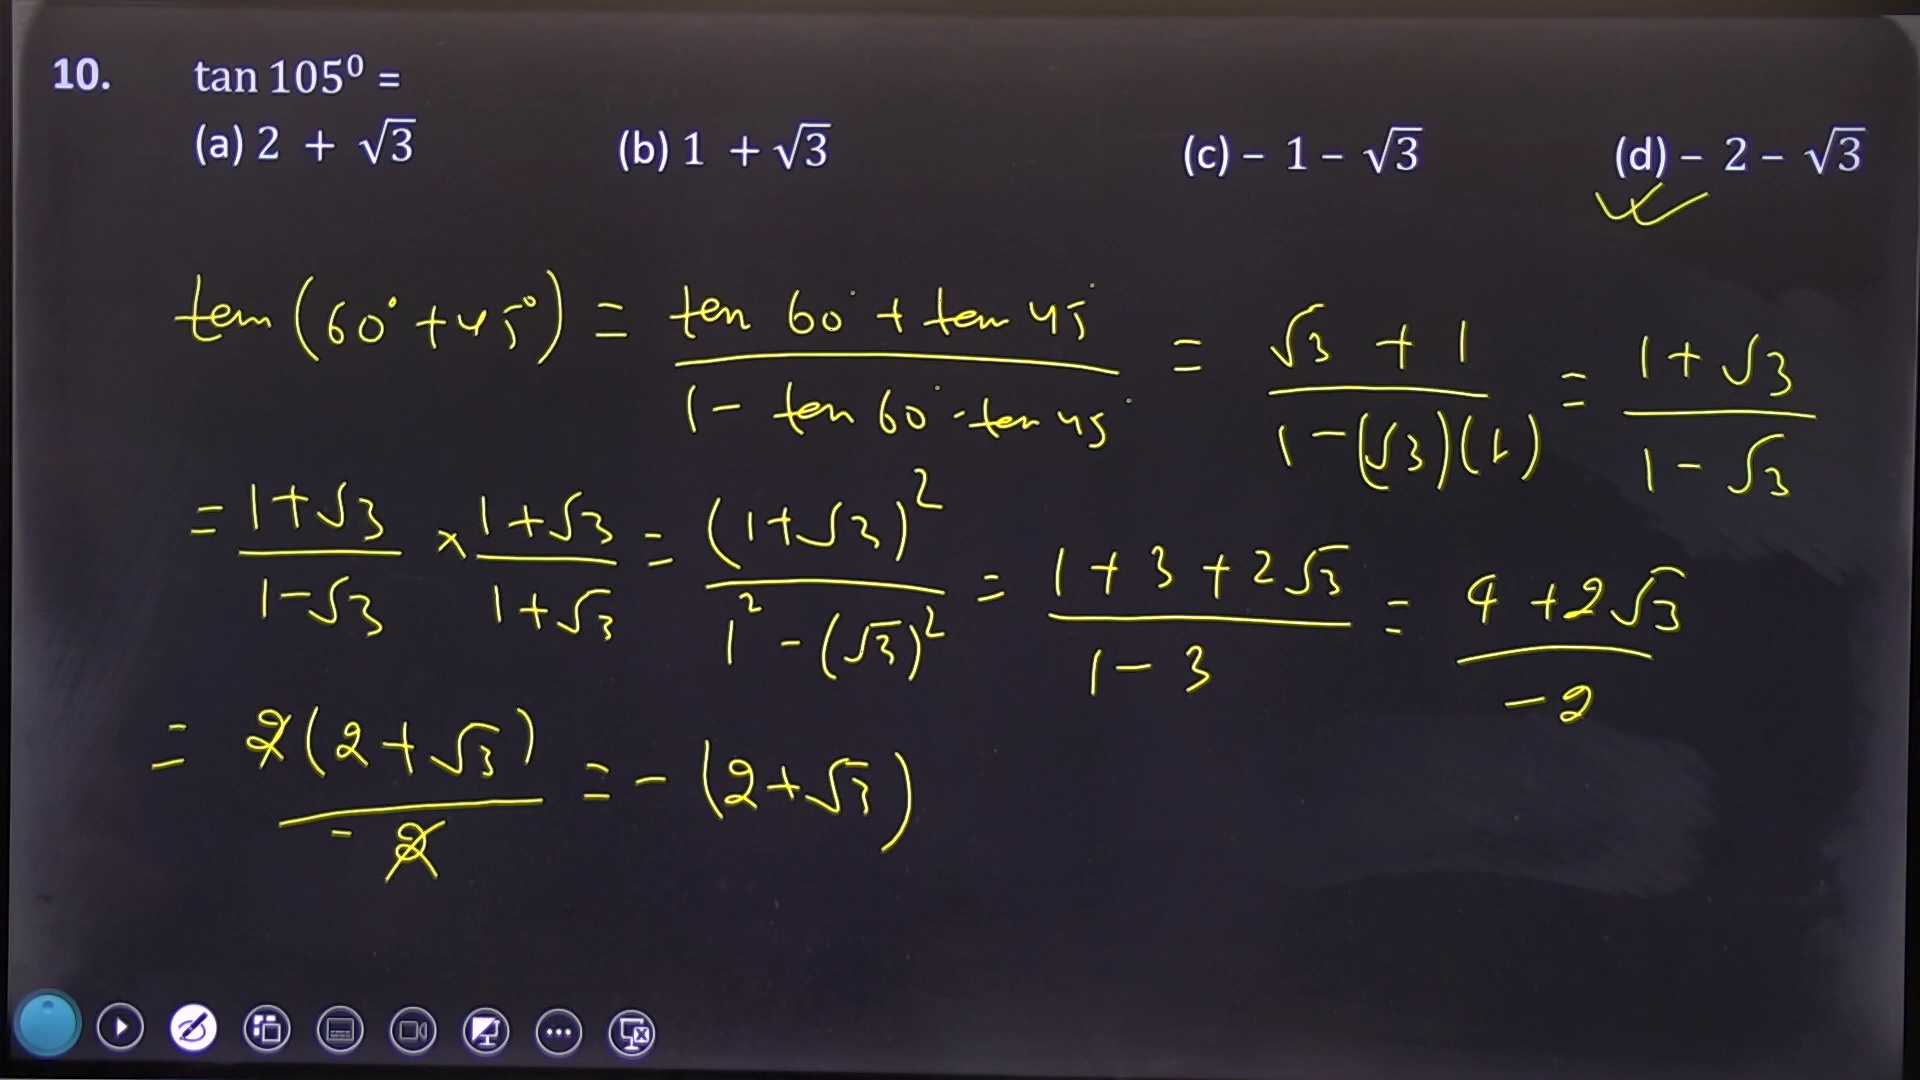 10. tan 105⁰ =
(a) 2 + √3 (b) 1 + √3 (c) – 1 – √3 (d) – 2 – √3
tan (60° + 45°) = (tan 60° + tan 45°) / (1 - tan 60° · tan 45°) = (√3 + 1) / (1 - (√3)(1)) = (1 + √3) / (1 - √3)
= (1 + √3) / (1 - √3) × (1 + √3) / (1 + √3) = (1 + √3)² / (1² - (√3)²) = (1 + 3 + 2√3) / (1 - 3) = (4 + 2√3) / (-2)
= 2(2 + √3) / (-2) = - (2 + √3)